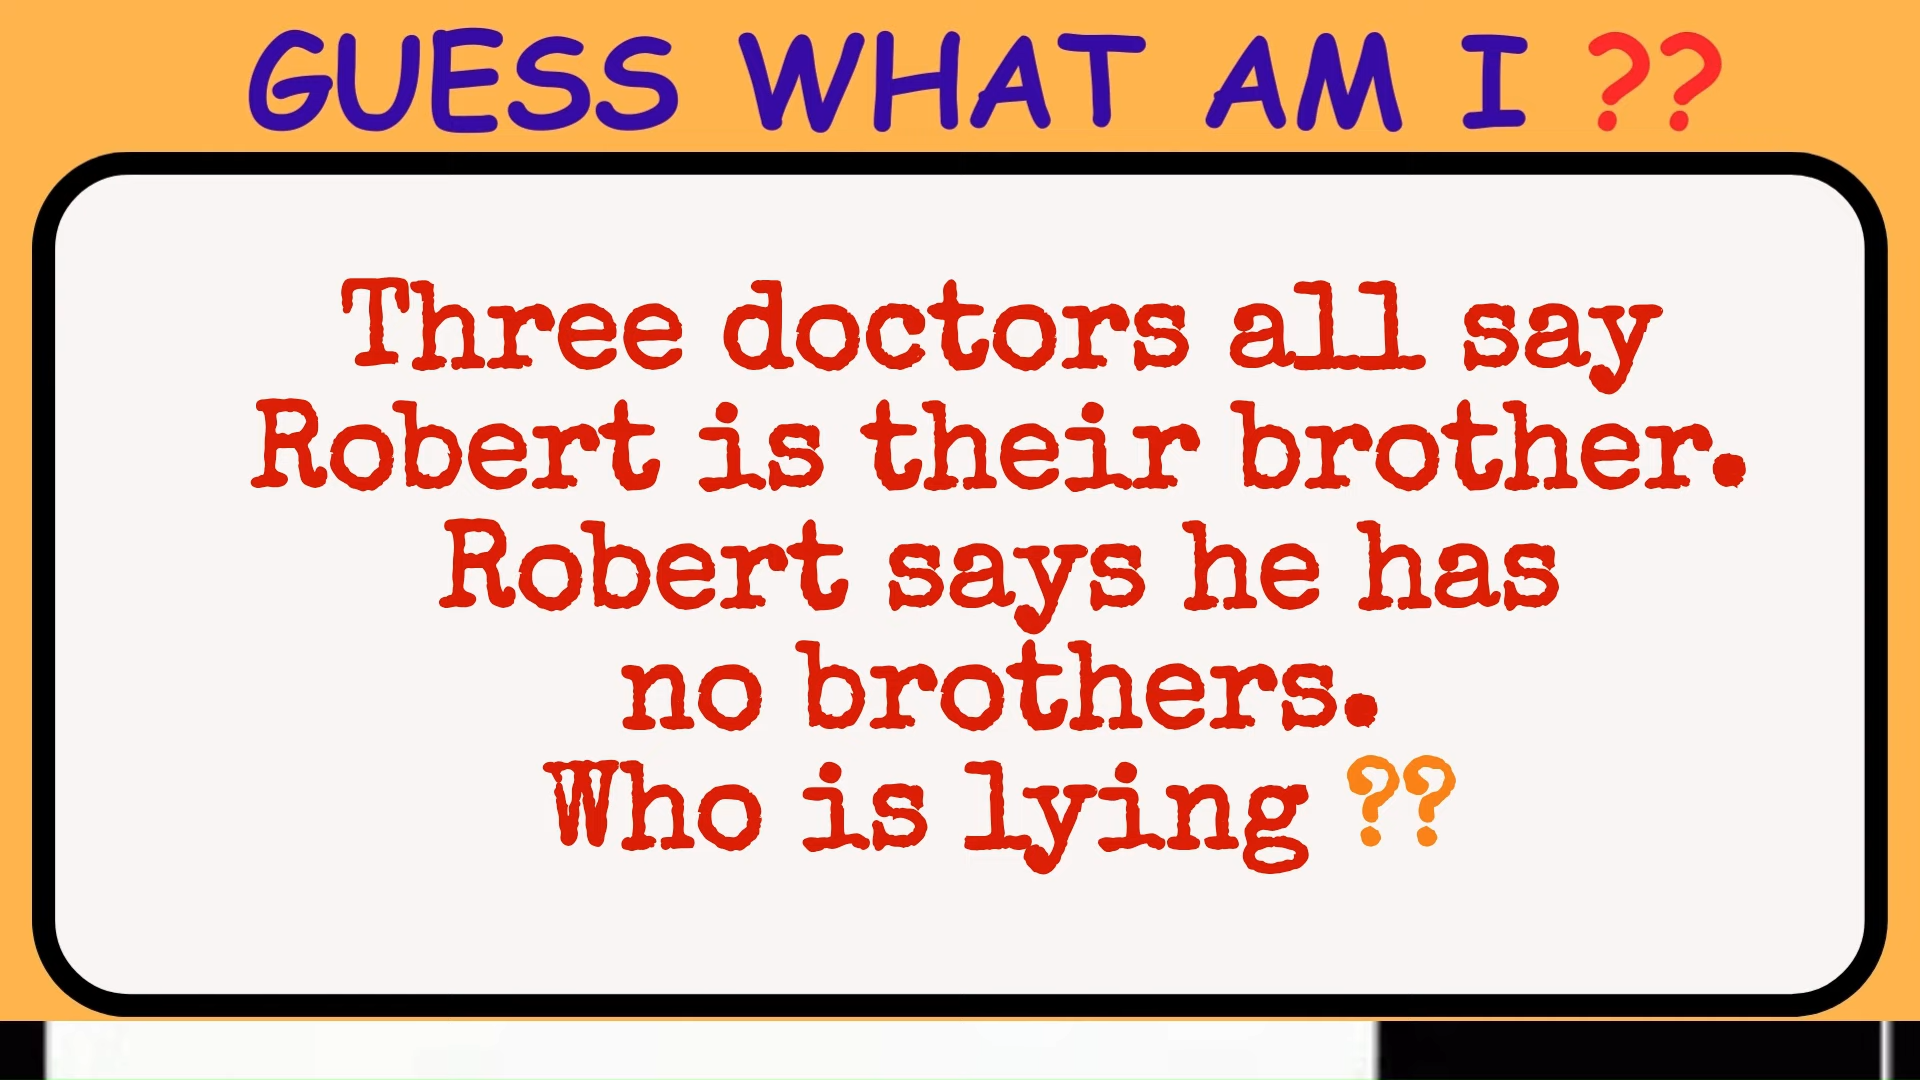 GUESS WHAT AM I ??
Three doctors all say
Robert is their brother.
Robert says he has
no brothers.
Who is lying ??